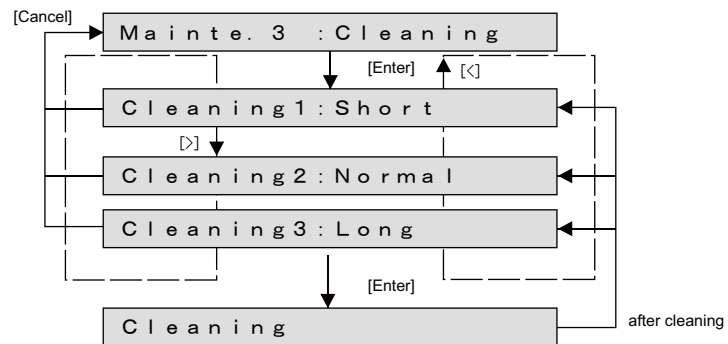 [Cancel]
Mainte. 3 :Cleaning
[Enter]
[<]
Cleaning1:Short
[>]
Cleaning2:Normal
Cleaning3:Long
[Enter]
Cleaning
after cleaning